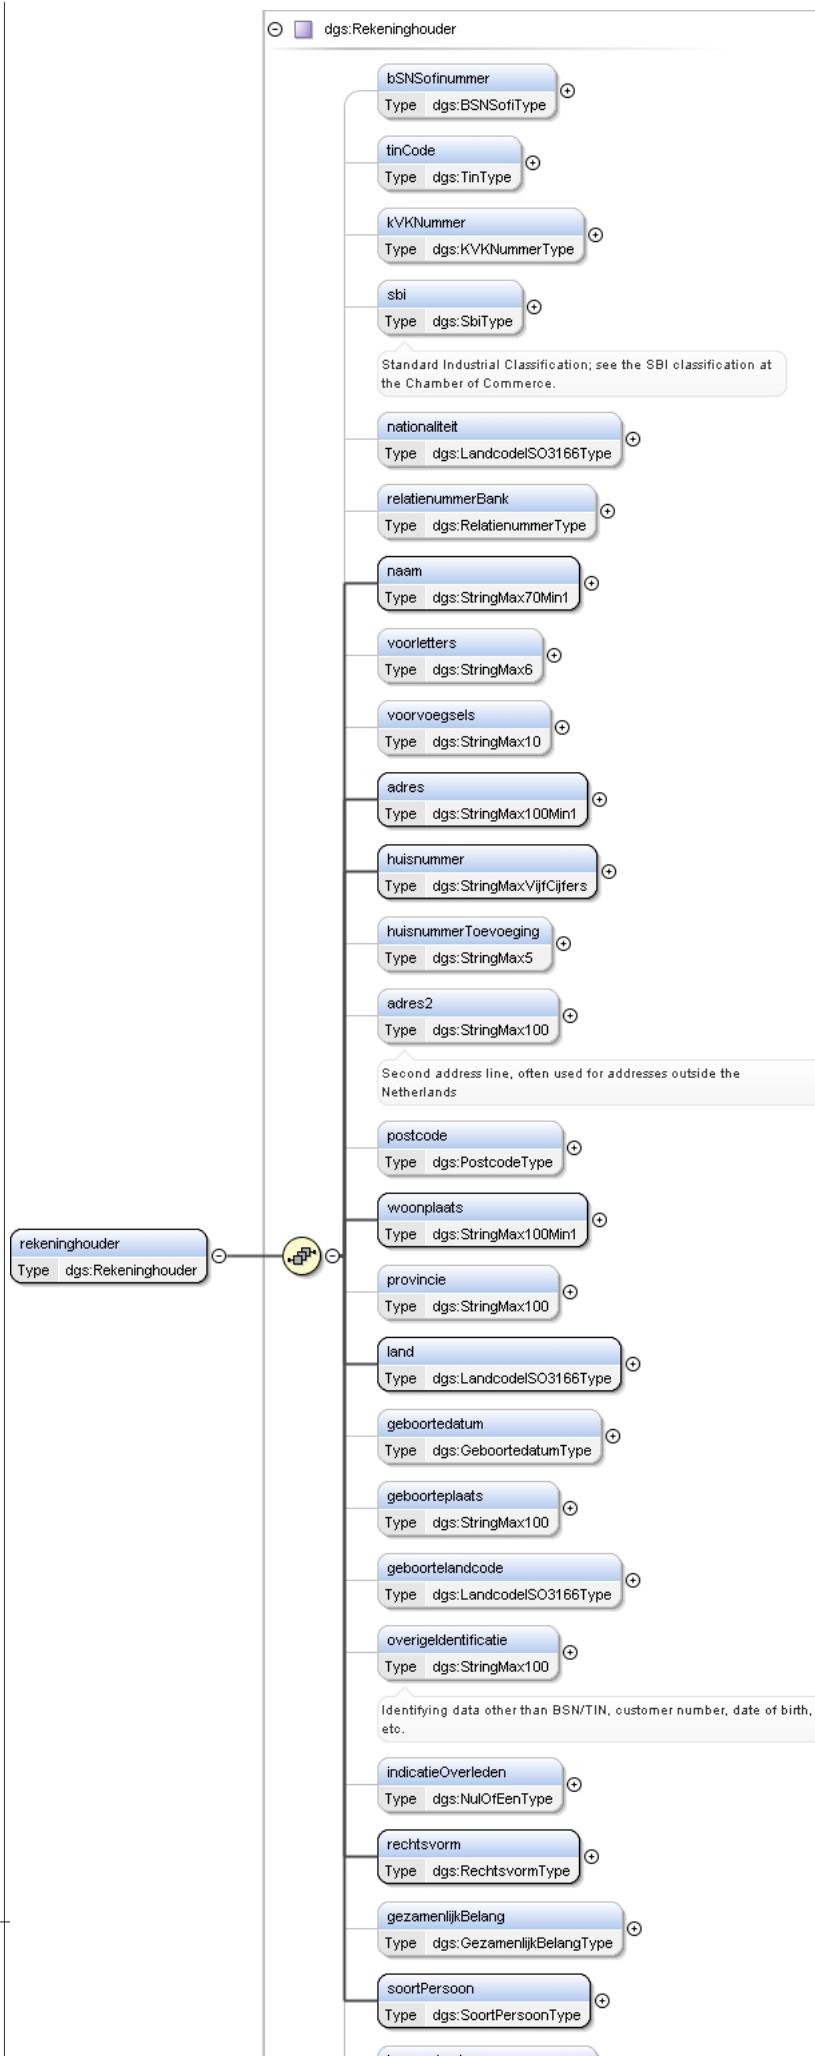 dgs:Rekeninghouder
bSNSofinummer
Type dgs:BSNSofiType
tinCode
Type dgs:TinType
kVKNummer
Type dgs:KVKNummerType
sbi
Type dgs:SbiType
Standard Industrial Classification; see the SBI classification at
the Chamber of Commerce.
nationaliteit
Type dgs:LandcodeISO3166Type
relatienummerBank
Type dgs:RelatienummerType
naam
Type dgs:StringMax70Min1
voorletters
Type dgs:StringMax6
voorvoegsels
Type dgs:StringMax10
adres
Type dgs:StringMax100Min1
huisnummer
Type dgs:StringMaxVijfCijfers
huisnummerToevoeging
Type dgs:StringMax5
adres2
Type dgs:StringMax100
Second address line, often used for addresses outside the
Netherlands
postcode
Type dgs:PostcodeType
woonplaats
Type dgs:StringMax100Min1
rekeninghouder
Type dgs:Rekeninghouder
provincie
Type dgs:StringMax100
land
Type dgs:LandcodeISO3166Type
geboortedatum
Type dgs:GeboortedatumType
geboorteplaats
Type dgs:StringMax100
geboortelandcode
Type dgs:LandcodeISO3166Type
overigeIdentificatie
Type dgs:StringMax100
Identifying data other than BSN/TIN, customer number, date of birth,
etc.
indicatieOverleden
Type dgs:NulOfEenType
rechtsvorm
Type dgs:RechtsvormType
gezamenlijkBelang
Type dgs:GezamenlijkBelangType
soortPersoon
Type dgs:SoortPersoonType